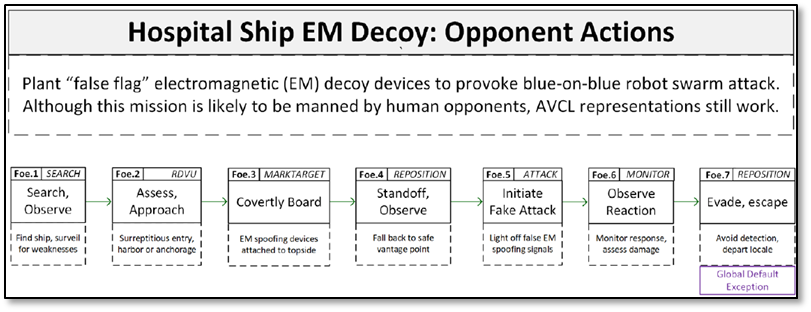 Hospital Ship EM Decoy: Opponent Actions
Plant “false flag” electromagnetic (EM) decoy devices to provoke blue-on-blue robot swarm attack.
Although this mission is likely to be manned by human opponents, AVCL representations still work.
Foe.1 SEARCH
Search,
Observe
Find ship, surveil
for weaknesses
Foe.2 RDVU
Assess,
Approach
Surreptitious entry,
harbor or anchorage
Foe.3 MARKTARGET
Covertly Board
EM spoofing devices
attached to topside
Foe.4 REPOSITION
Standoff,
Observe
Fall back to safe
vantage point
Foe.5 ATTACK
Initiate
Fake Attack
Light off false EM
spoofing signals
Foe.6 MONITOR
Observe
Reaction
Monitor response,
assess damage
Foe.7 REPOSITION
Evade, escape
Avoid detection,
depart locale
Global Default
Exception